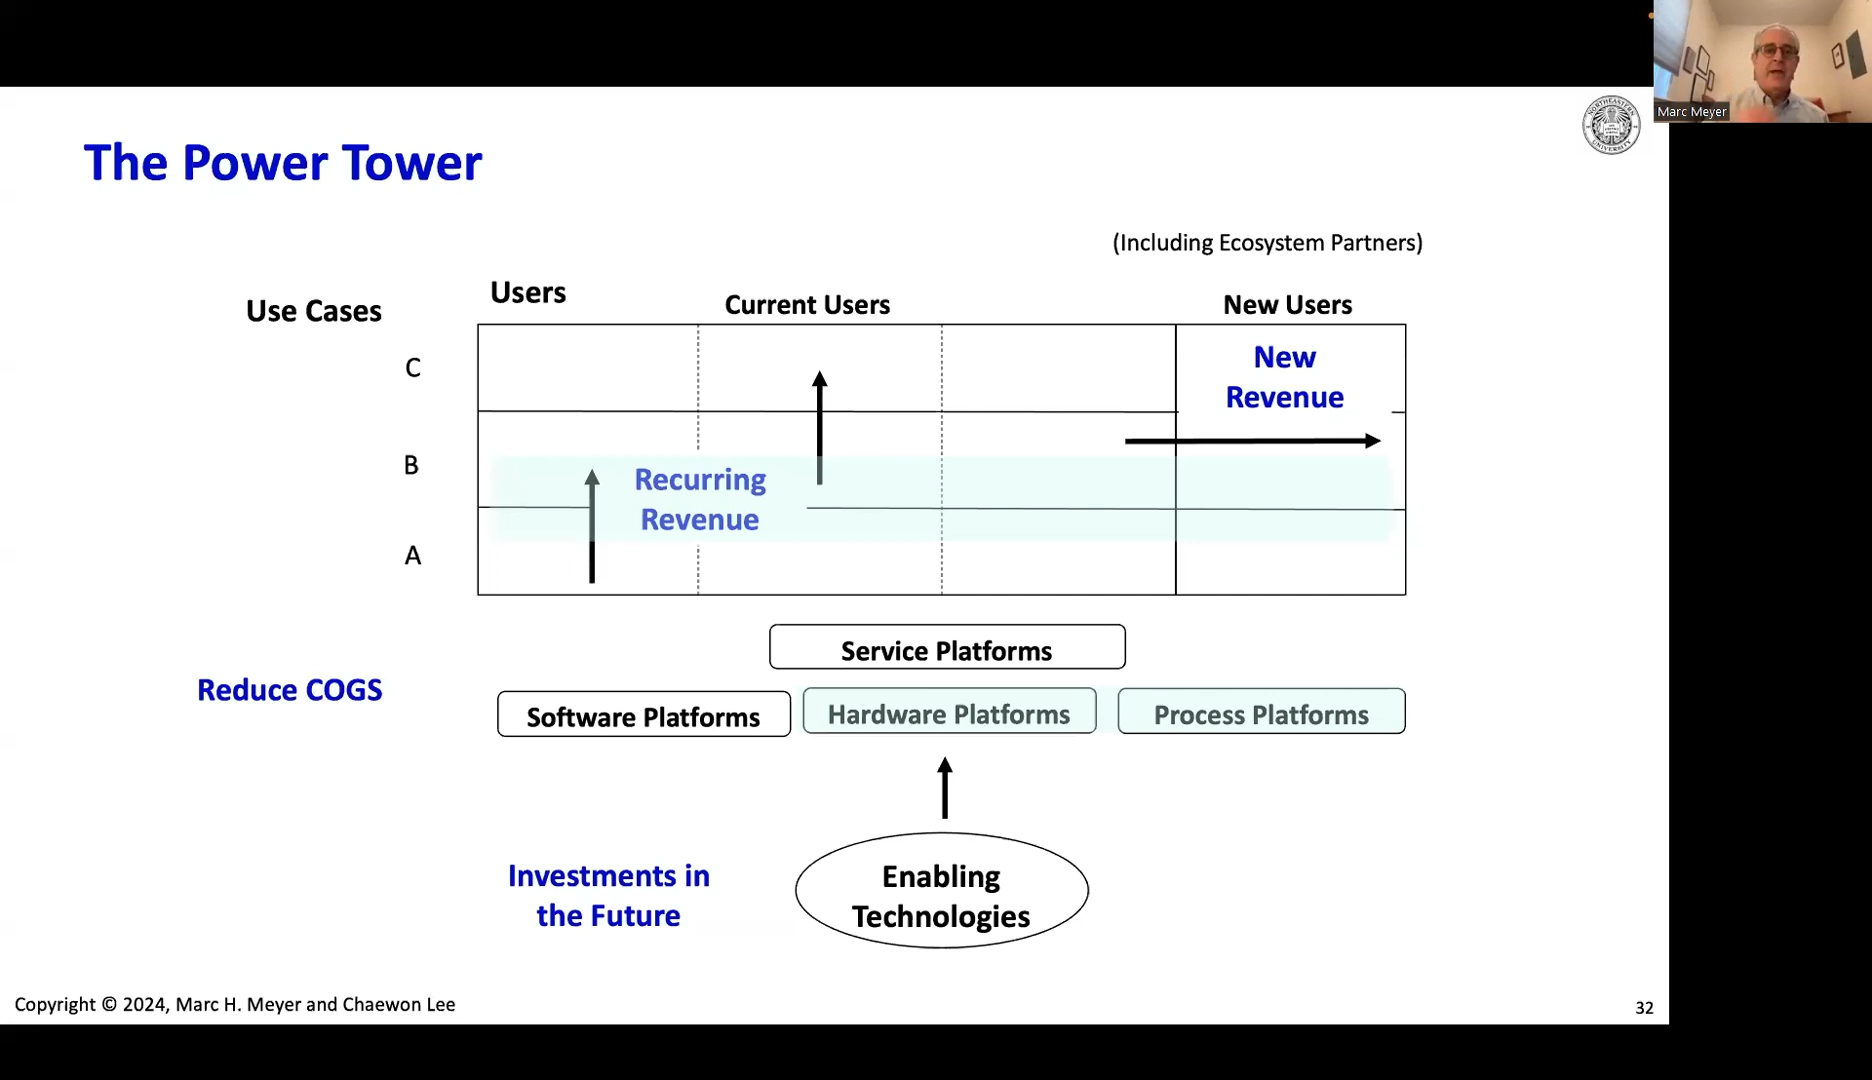 Marc Meyer
NORTHEASTERN
UNIVERSITY
The Power Tower
(Including Ecosystem Partners)
Use Cases
Users
Current Users
New Users
C
New
Revenue
B
Recurring
Revenue
A
Service Platforms
Reduce COGS
Software Platforms
Hardware Platforms
Process Platforms
Investments in
the Future
Enabling
Technologies
Copyright © 2024, Marc H. Meyer and Chaewon Lee
32